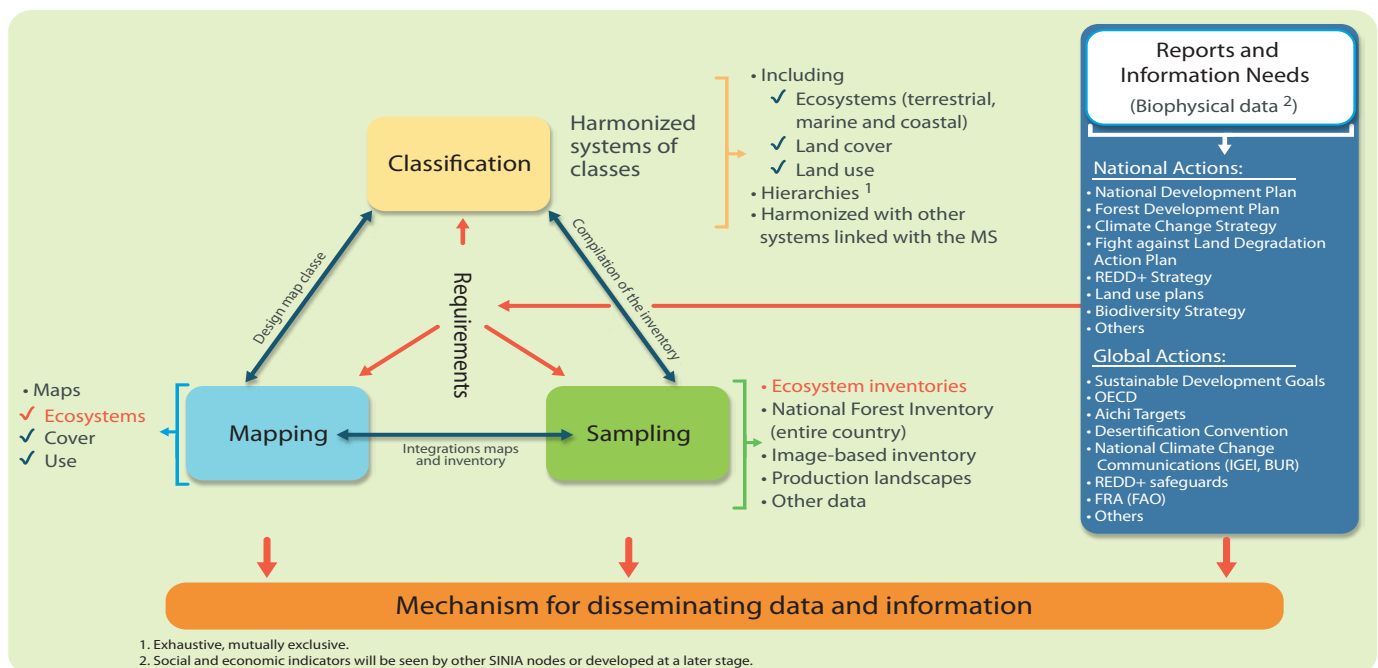 Classification
Harmonized
systems of
classes
• Including
✓ Ecosystems (terrestrial,
marine and coastal)
✓ Land cover
✓ Land use
• Hierarchies 1
• Harmonized with other
systems linked with the MS
Reports and
Information Needs
(Biophysical data 2)
National Actions:
• National Development Plan
• Forest Development Plan
• Climate Change Strategy
• Fight against Land Degradation
Action Plan
• REDD+ Strategy
• Land use plans
• Biodiversity Strategy
• Others
Global Actions:
• Sustainable Development Goals
• OECD
• Aichi Targets
• Desertification Convention
• National Climate Change
Communications (IGEI, BUR)
• REDD+ safeguards
• FRA (FAO)
• Others
Design map classe
Compilation of the inventory
Requirements
• Maps
✓ Ecosystems
✓ Cover
✓ Use
Mapping
Integrations maps
and inventory
Sampling
• Ecosystem inventories
• National Forest Inventory
(entire country)
• Image-based inventory
• Production landscapes
• Other data
Mechanism for disseminating data and information
1. Exhaustive, mutually exclusive.
2. Social and economic indicators will be seen by other SINIA nodes or developed at a later stage.